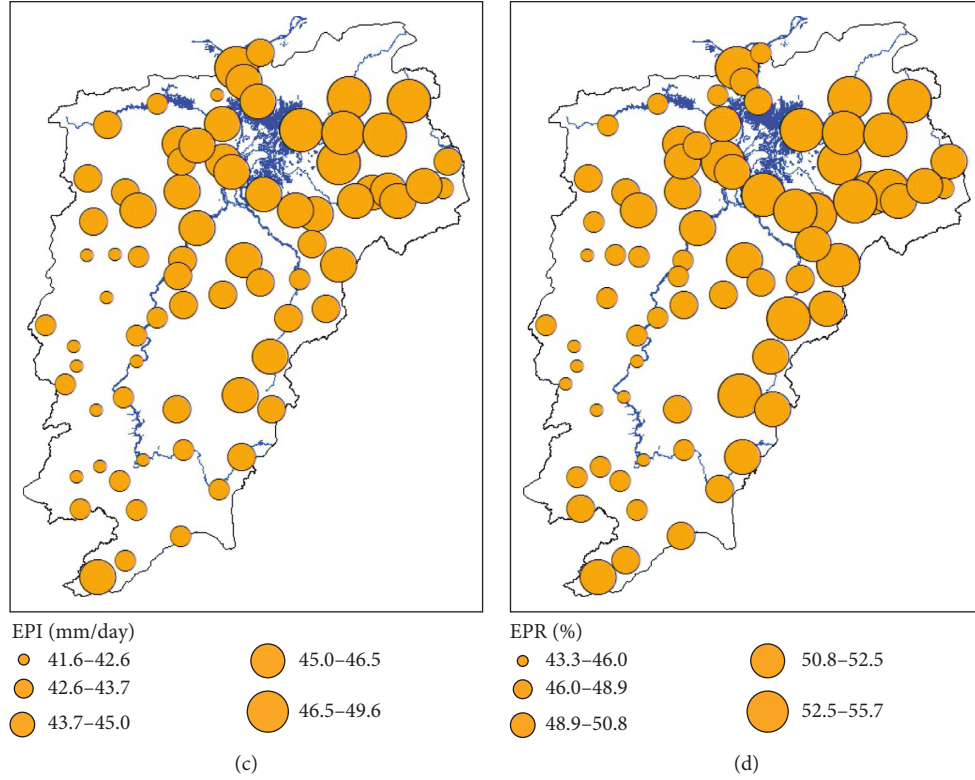 EPI (mm/day)
41.6–42.6
42.6–43.7
43.7–45.0
45.0–46.5
46.5–49.6
(c)
EPR (%)
43.3–46.0
46.0–48.9
48.9–50.8
50.8–52.5
52.5–55.7
(d)